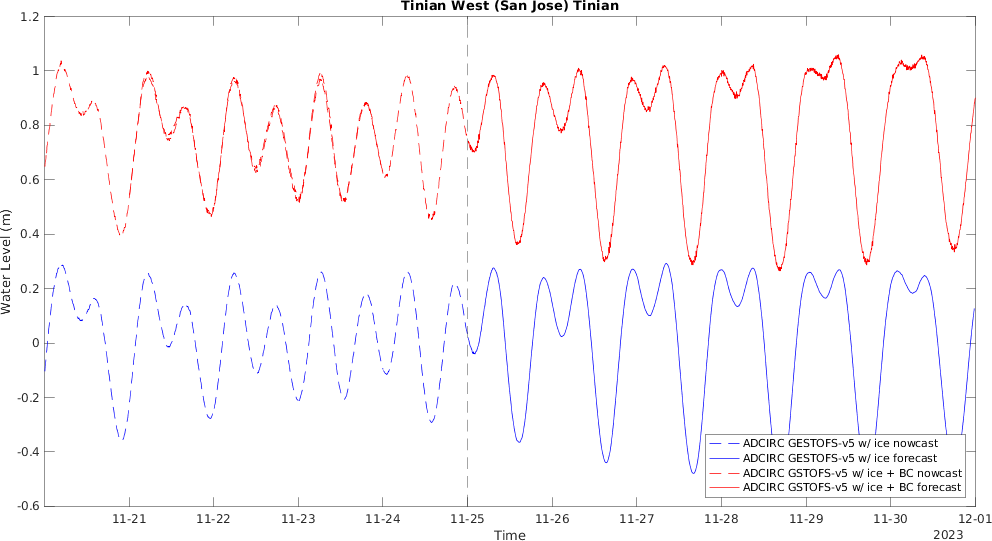 Tinian West (San Jose) Tinian
1.2
1
0.8
0.6
0.4
0.2
0
-0.2
-0.4
-0.6
Water Level (m)
ADCIRC GESTOFS-v5 w/ ice nowcast
ADCIRC GESTOFS-v5 w/ ice forecast
ADCIRC GSTOFS-v5 w/ ice + BC nowcast
ADCIRC GSTOFS-v5 w/ ice + BC forecast
11-21 11-22 11-23 11-24 11-25 11-26 11-27 11-28 11-29 11-30 12-01
Time
2023